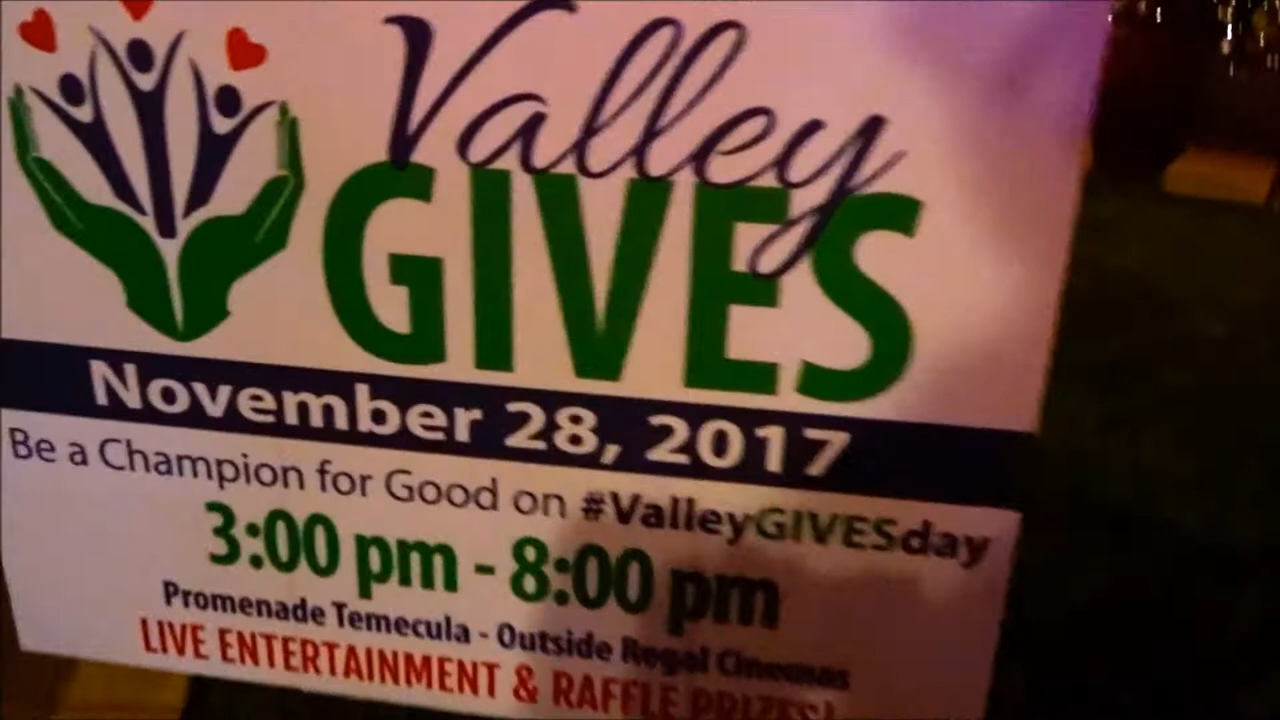 Valley
GIVES
November 28, 2017
Be a Champion for Good on #ValleyGIVESday
3:00 pm - 8:00 pm
Promenade Temecula - Outside Regal Cinemas
LIVE ENTERTAINMENT & RAFFLE PRIZES!